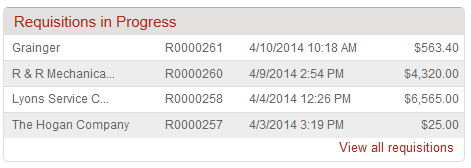 Requisitions in Progress
Grainger R0000261 4/10/2014 10:18 AM $563.40
R & R Mechanica... R0000260 4/9/2014 2:54 PM $4,320.00
Lyons Service C... R0000258 4/4/2014 12:26 PM $6,565.00
The Hogan Company R0000257 4/3/2014 3:19 PM $25.00
View all requisitions